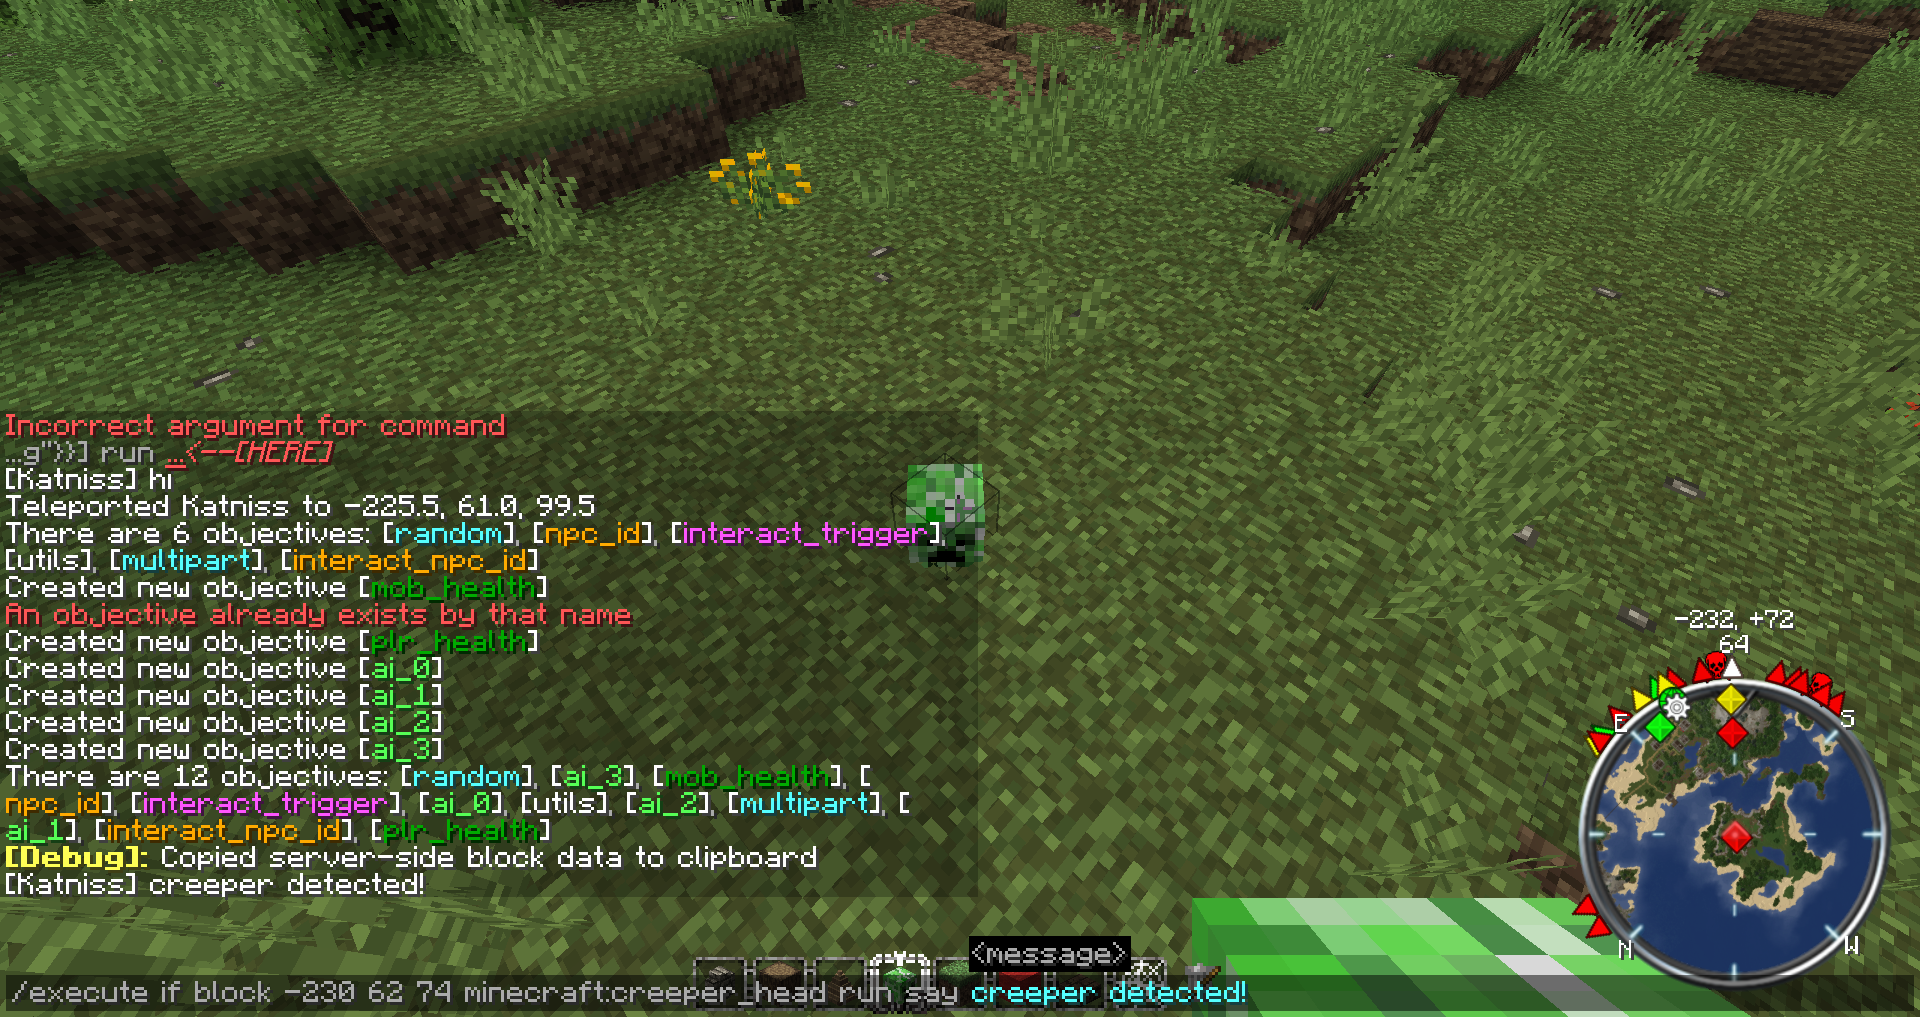 Incorrect argument for command
...g"}}] run ...<--[HERE]
[Katniss] hi
Teleported Katniss to -225.5, 61.0, 99.5
There are 6 objectives: [random], [npc_id], [interact_trigger],
[utils], [multipart], [interact_npc_id]
Created new objective [mob_health]
An objective already exists by that name
Created new objective [plr_health]
Created new objective [ai_0]
Created new objective [ai_1]
Created new objective [ai_2]
Created new objective [ai_3]
There are 12 objectives: [random], [ai_3], [mob_health], [
npc_id], [interact_trigger], [ai_0], [utils], [ai_2], [multipart], [
ai_1], [interact_npc_id], [plr_health]
[Debug]: Copied server-side block data to clipboard
[Katniss] creeper detected!
<message>
/execute if block -230 62 74 minecraft:creeper_head run say creeper detected!
-232, +72
64
E
S
N
W